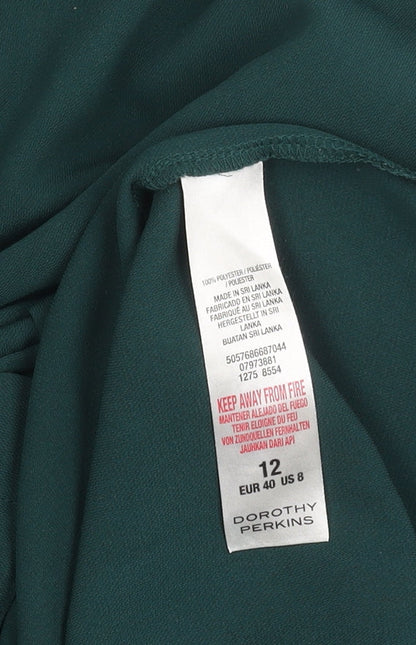 100% POLYESTER / POLIÉSTER
/ POLIESTER
MADE IN SRI LANKA
FABRICADO EN SRI LANKA
FABRIQUÉ AU SRI LANKA
HERGESTELLT IN SRI
LANKA
BUATAN SRI LANKA
5057686687044
07973881
1275 8554
KEEP AWAY FROM FIRE
MANTENER ALEJADO DEL FUEGO
TENIR ELOIGNE DU FEU
VON ZUNDQUELLEN FERNHALTEN
JAUHKAN DARI API
12
EUR 40 US 8
DOROTHY
PERKINS